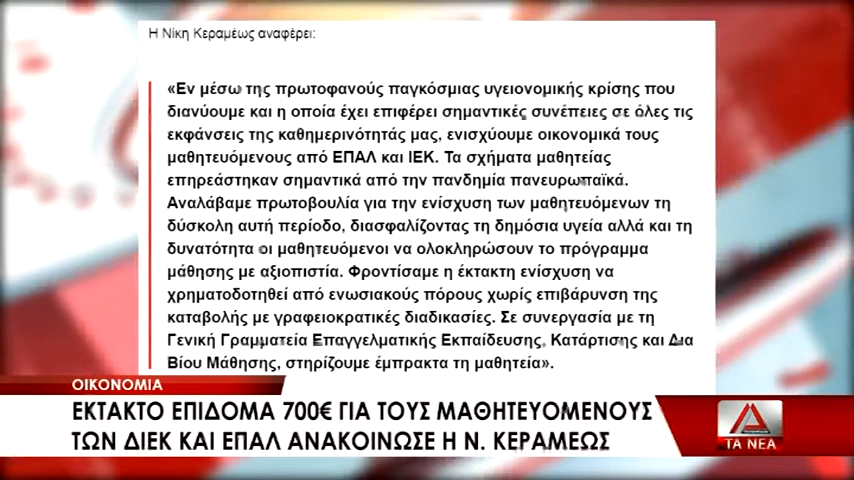 Η Νίκη Κεραμέως αναφέρει:
«Εν μέσω της πρωτοφανούς παγκόσμιας υγειονομικής κρίσης που
διανύουμε και η οποία έχει επιφέρει σημαντικές συνέπειες σε όλες τις
εκφάνσεις της καθημερινότητάς μας, ενισχύουμε οικονομικά τους
μαθητευόμενους από ΕΠΑΛ και ΙΕΚ. Τα σχήματα μαθητείας
επηρεάστηκαν σημαντικά από την πανδημία πανευρωπαϊκά.
Αναλάβαμε πρωτοβουλία για την ενίσχυση των μαθητευόμενων τη
δύσκολη αυτή περίοδο, διασφαλίζοντας τη δημόσια υγεία αλλά και τη
δυνατότητα οι μαθητευόμενοι να ολοκληρώσουν το πρόγραμμα
μάθησης με αξιοπιστία. Φροντίσαμε η έκτακτη ενίσχυση να
χρηματοδοτηθεί από ενωσιακούς πόρους χωρίς επιβάρυνση της
καταβολής με γραφειοκρατικές διαδικασίες. Σε συνεργασία με τη
Γενική Γραμματεία Επαγγελματικής Εκπαίδευσης, Κατάρτισης και Δια
Βίου Μάθησης, στηρίζουμε έμπρακτα τη μαθητεία».
ΟΙΚΟΝΟΜΙΑ
ΕΚΤΑΚΤΟ ΕΠΙΔΟΜΑ 700€ ΓΙΑ ΤΟΥΣ ΜΑΘΗΤΕΥΟΜΕΝΟΥΣ
ΤΩΝ ΔΙΕΚ ΚΑΙ ΕΠΑΛ ΑΝΑΚΟΙΝΩΣΕ Η Ν. ΚΕΡΑΜΕΩΣ
ΤΑ ΝΕΑ